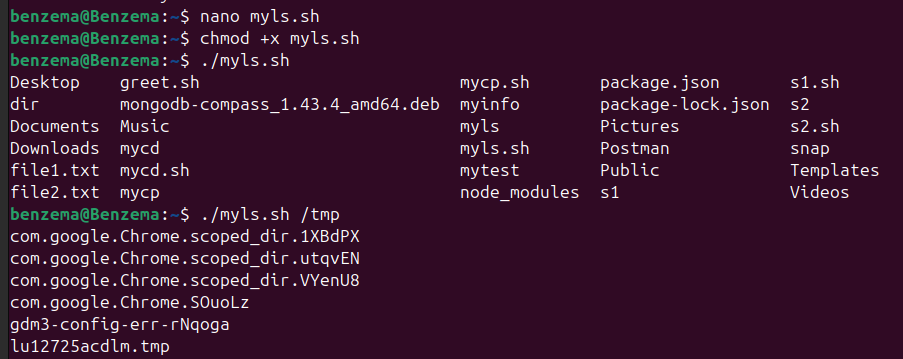 benzema@Benzema:~$ nano myls.sh
benzema@Benzema:~$ chmod +x myls.sh
benzema@Benzema:~$ ./myls.sh
Desktop greet.sh mycp.sh package.json s1.sh
dir mongodb-compass_1.43.4_amd64.deb myinfo package-lock.json s2
Documents Music myls Pictures s2.sh
Downloads mycd myls.sh Postman snap
file1.txt mycd.sh mytest Public Templates
file2.txt mycp node_modules s1 Videos
benzema@Benzema:~$ ./myls.sh /tmp
com.google.Chrome.scoped_dir.1XBdPX
com.google.Chrome.scoped_dir.utqvEN
com.google.Chrome.scoped_dir.VYenU8
com.google.Chrome.SOuoLz
gdm3-config-err-rNqoga
lu12725acdlm.tmp